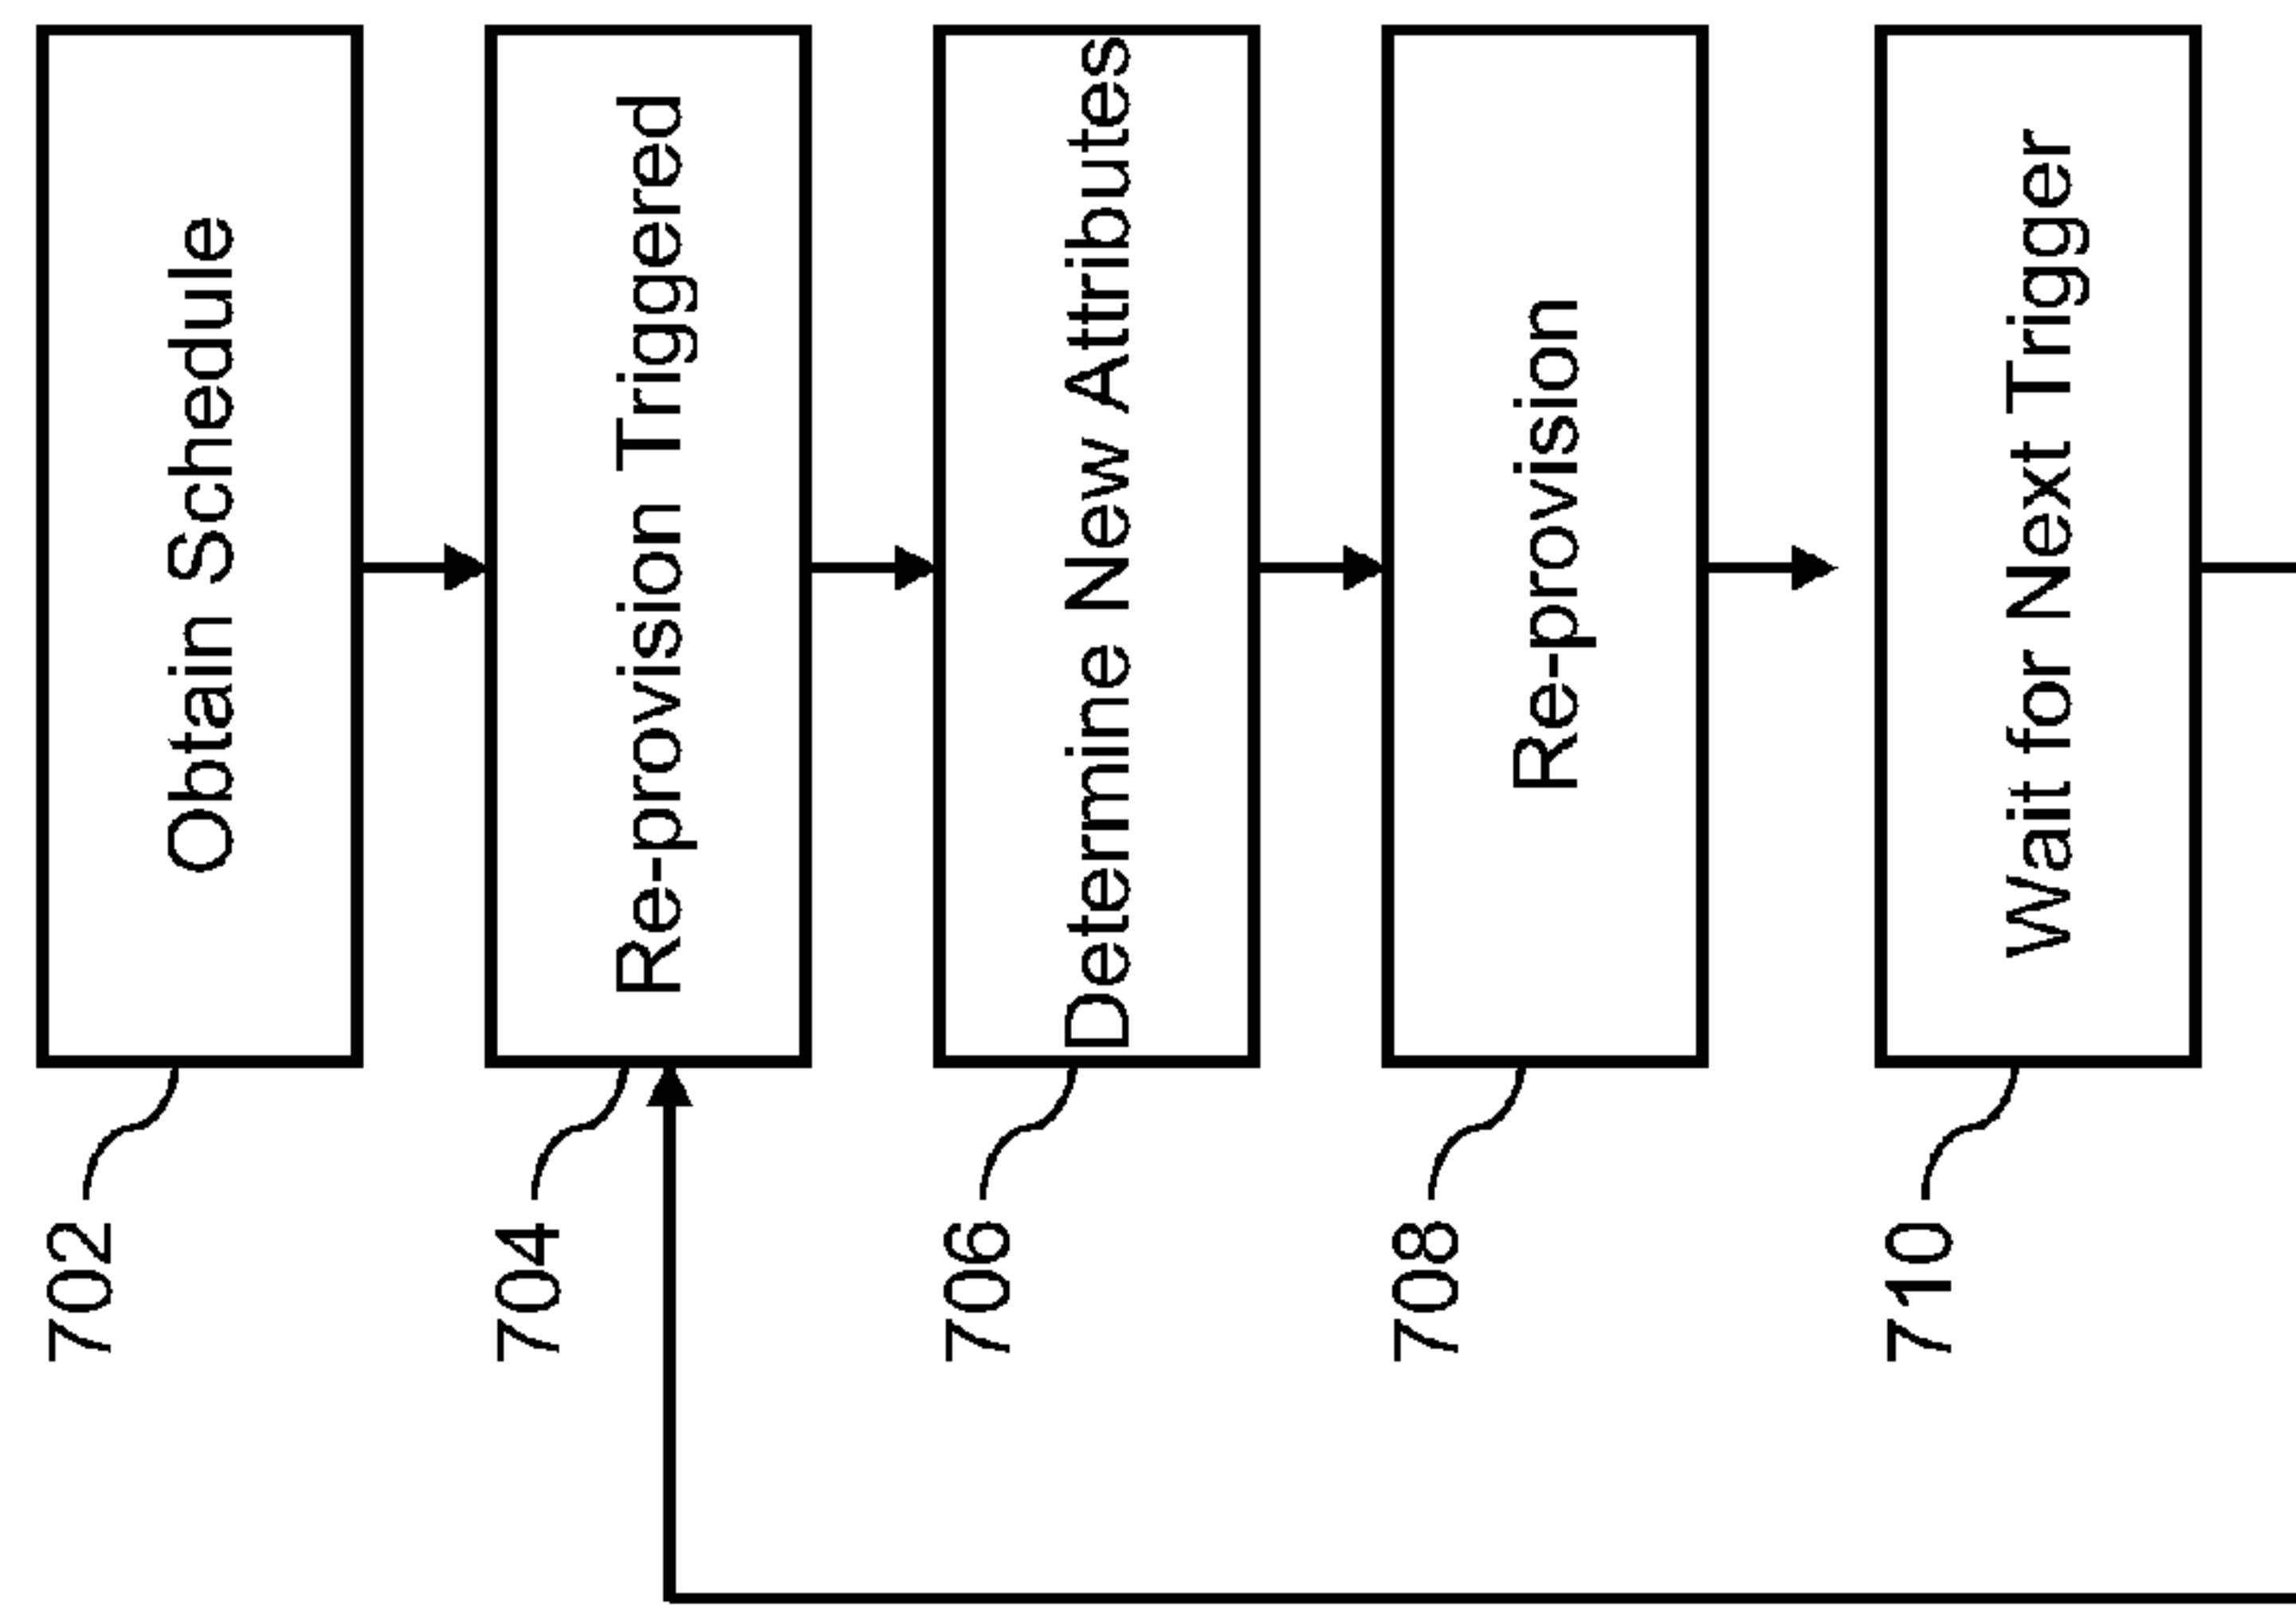 702
Obtain Schedule
704
Re-provision Triggered
706
Determine New Attributes
708
Re-provision
710
Wait for Next Trigger